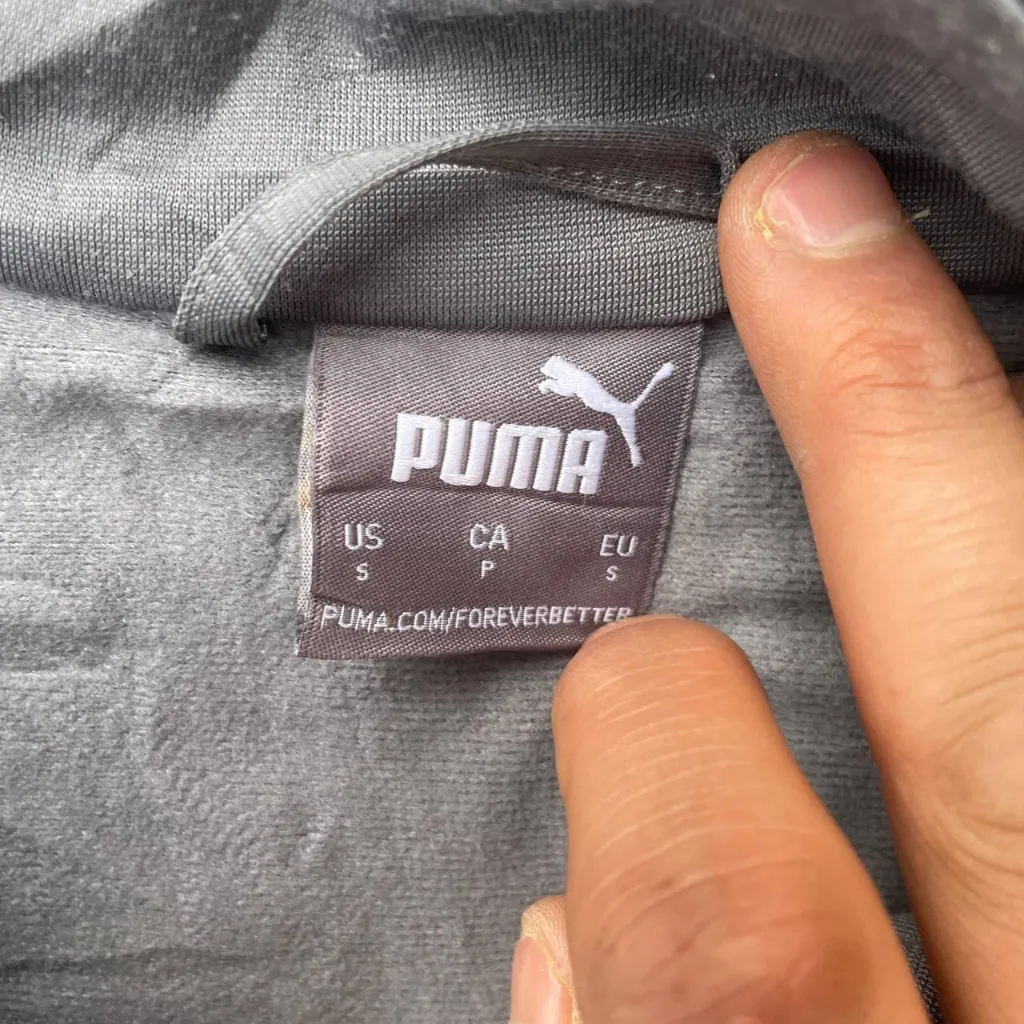 PUMA
US CA EU
S P S
PUMA.COM/FOREVERBETTER